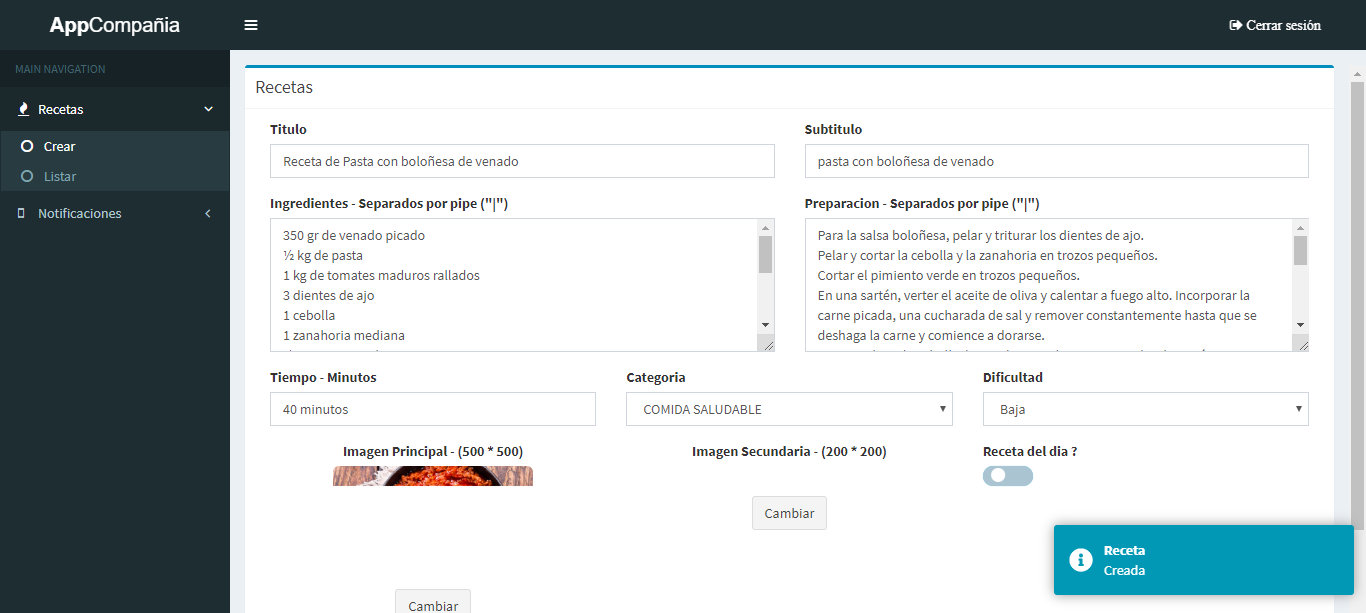 AppCompañia
Cerrar sesión
MAIN NAVIGATION
Recetas
Crear
Listar
Notificaciones
Recetas
Titulo
Receta de Pasta con boloñesa de venado
Subtitulo
pasta con boloñesa de venado
Ingredientes - Separados por pipe ("|")
350 gr de venado picado
½ kg de pasta
1 kg de tomates maduros rallados
3 dientes de ajo
1 cebolla
1 zanahoria mediana
Preparacion - Separados por pipe ("|")
Para la salsa boloñesa, pelar y triturar los dientes de ajo.
Pelar y cortar la cebolla y la zanahoria en trozos pequeños.
Cortar el pimiento verde en trozos pequeños.
En una sartén, verter el aceite de oliva y calentar a fuego alto. Incorporar la
carne picada, una cucharada de sal y remover constantemente hasta que se
deshaga la carne y comience a dorarse.
Tiempo - Minutos
40 minutos
Categoria
COMIDA SALUDABLE
Dificultad
Baja
Imagen Principal - (500 * 500)
Cambiar
Imagen Secundaria - (200 * 200)
Cambiar
Receta del dia ?
Receta
Creada